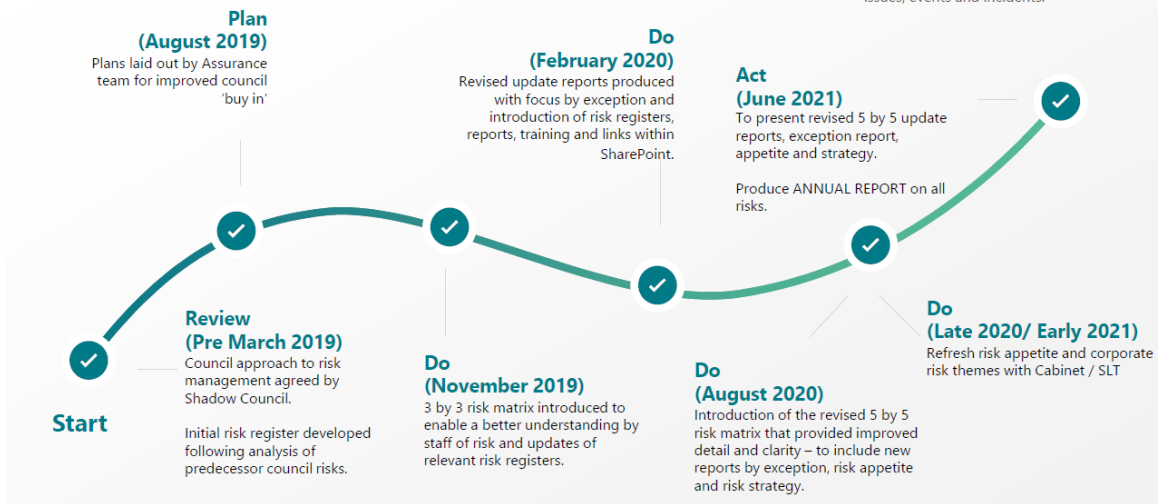 issues, events and incidents.
Plan
(August 2019)
Plans laid out by Assurance
team for improved council
‘buy in’
Do
(February 2020)
Revised update reports produced
with focus by exception and
introduction of risk registers,
reports, training and links within
SharePoint.
Act
(June 2021)
To present revised 5 by 5 update
reports, exception report,
appetite and strategy.
Produce ANNUAL REPORT on all
risks.
Start
Review
(Pre March 2019)
Council approach to risk
management agreed by
Shadow Council.
Initial risk register developed
following analysis of
predecessor council risks.
Do
(November 2019)
3 by 3 risk matrix introduced to
enable a better understanding by
staff of risk and updates of
relevant risk registers.
Do
(August 2020)
Introduction of the revised 5 by 5
risk matrix that provided improved
detail and clarity – to include new
reports by exception, risk appetite
and risk strategy.
Do
(Late 2020/ Early 2021)
Refresh risk appetite and corporate
risk themes with Cabinet / SLT